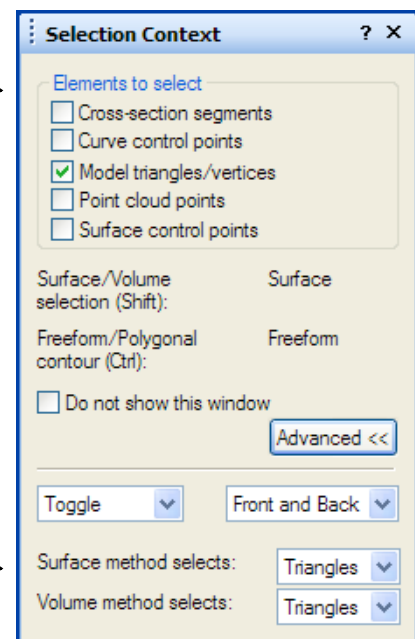 Selection Context ? X
Elements to select
Cross-section segments
Curve control points
Model triangles/vertices
Point cloud points
Surface control points
Surface/Volume Surface
selection (Shift):
Freeform/Polygonal Freeform
contour (Ctrl):
Do not show this window
Advanced <<
Toggle Front and Back
Surface method selects: Triangles
Volume method selects: Triangles